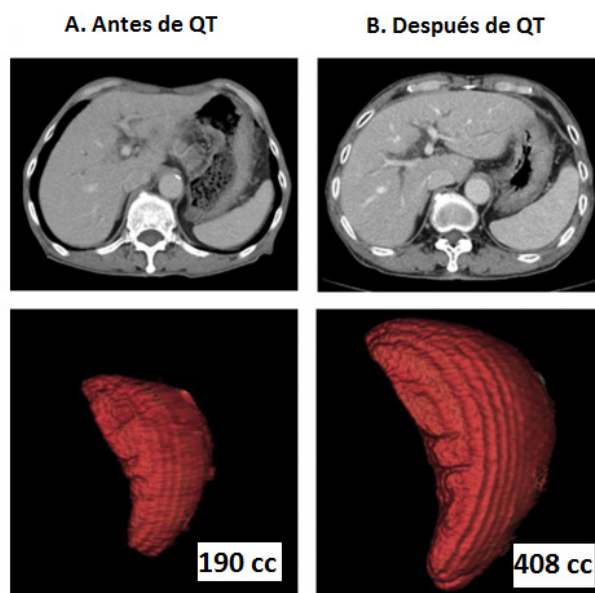 A. Antes de QT
B. Después de QT
190 cc
408 cc